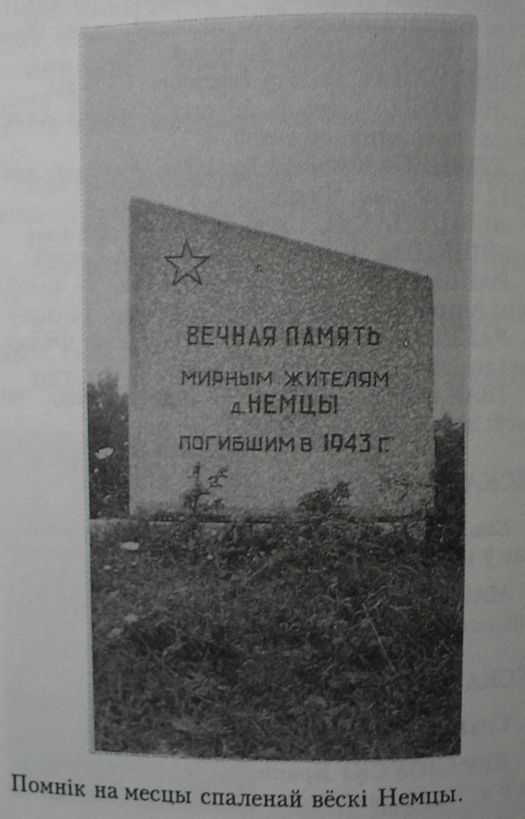 ВЕЧНАЯ ПАМЯТЬ
МИРНЫМ ЖИТЕЛЯМ
д. НЕМЦЫ
ПОГИБШИМ В 1943 Г.
Помнік на месцы спаленай вёскі Немцы.